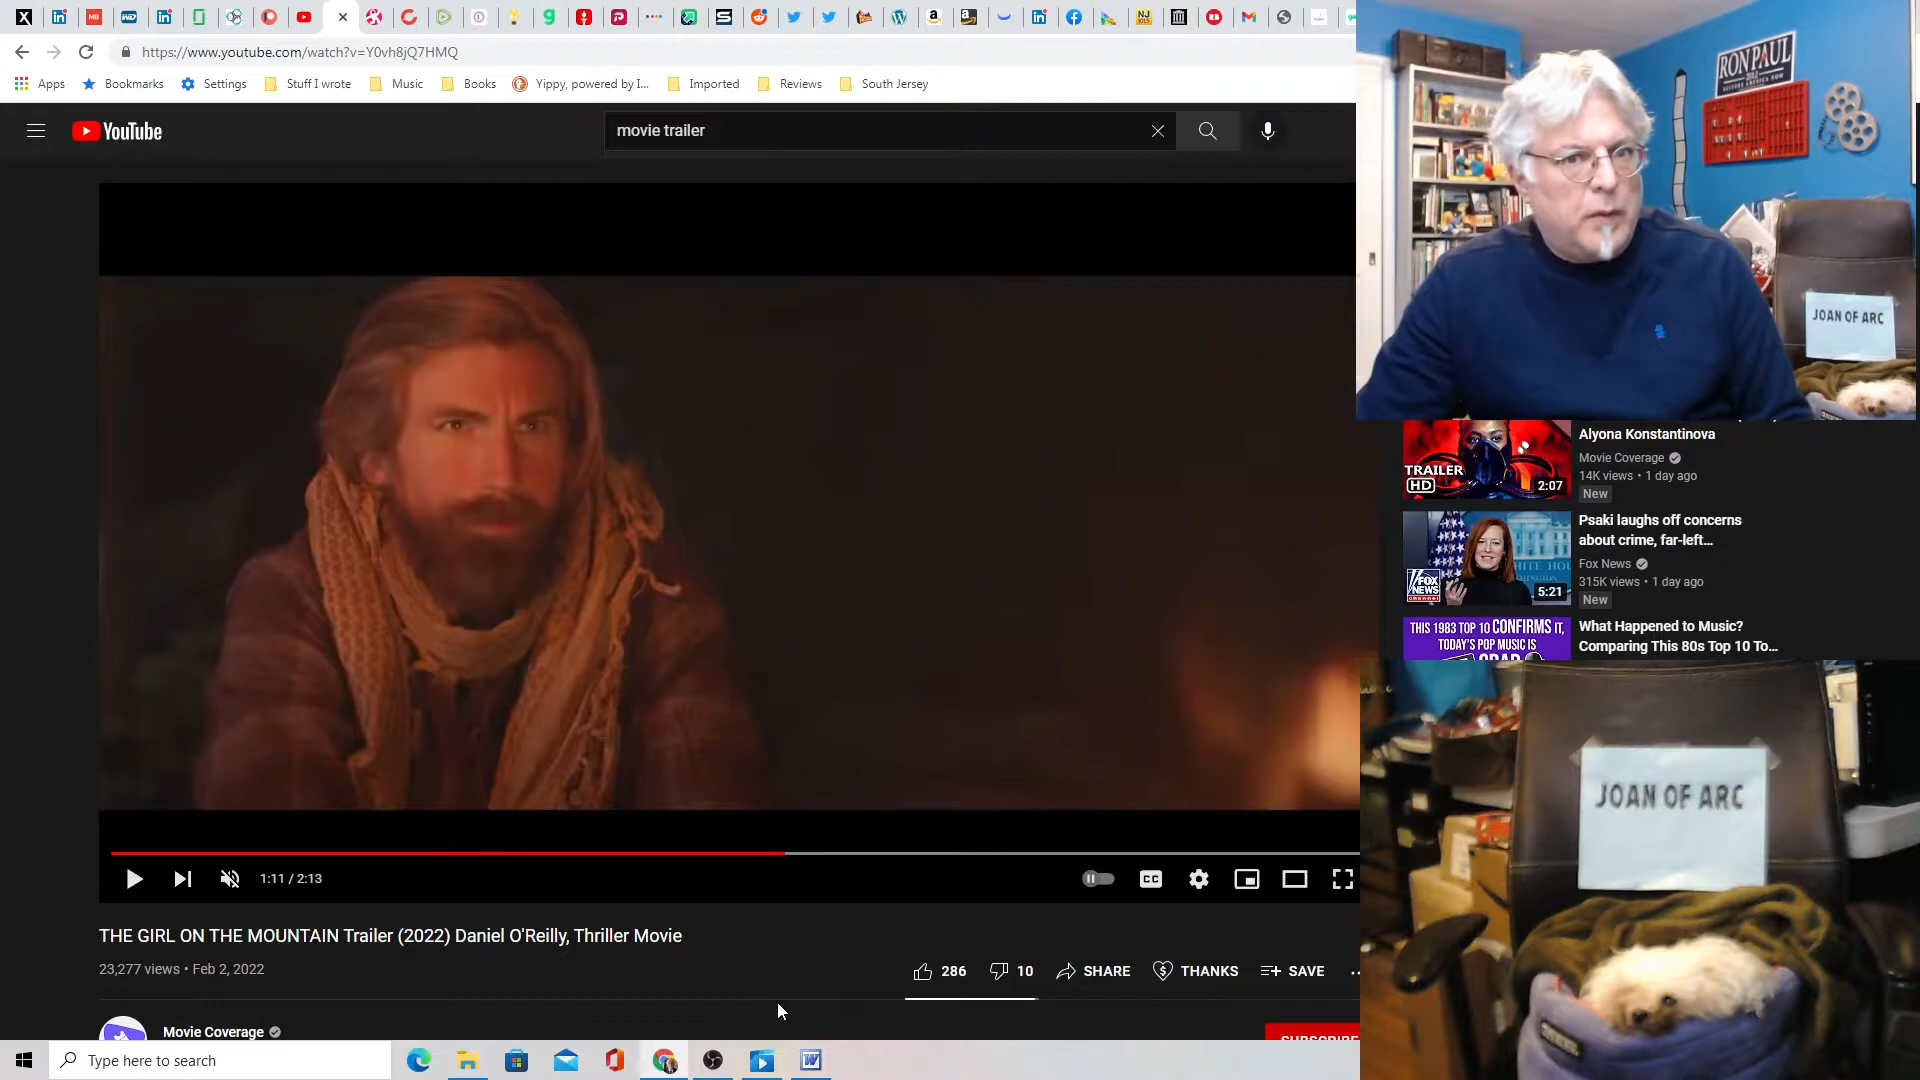 https://www.youtube.com/watch?v=Y0vh8jQ7HMQ
Apps
Bookmarks
Settings
Stuff I wrote
Music
Books
Yippy, powered by I...
Imported
Reviews
South Jersey
YouTube
movie trailer
RON PAUL
2012
JOAN OF ARC
Alyona Konstantinova
Movie Coverage
14K views • 1 day ago
New
TRAILER
HD
2:07
Psaki laughs off concerns
about crime, far-left...
Fox News
315K views • 1 day ago
New
FOX
NEWS
channel
5:21
What Happened to Music?
Comparing This 80s Top 10 To...
THIS 1983 TOP 10 CONFIRMS IT,
TODAY'S POP MUSIC IS
JOAN OF ARC
1:11 / 2:13
CC
THE GIRL ON THE MOUNTAIN Trailer (2022) Daniel O'Reilly, Thriller Movie
23,277 views • Feb 2, 2022
286
10
SHARE
THANKS
SAVE
Movie Coverage
Type here to search